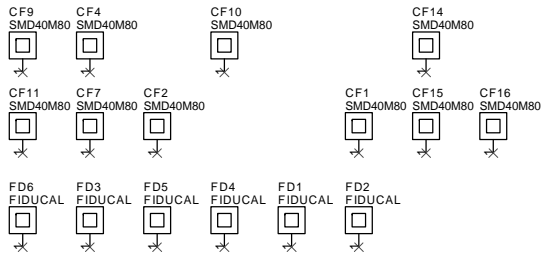 CF9 CF4 CF10 CF14
SMD40M80 SMD40M80 SMD40M80 SMD40M80
CF11 CF7 CF2 CF1 CF15 CF16
SMD40M80 SMD40M80 SMD40M80 SMD40M80 SMD40M80 SMD40M80
FD6 FD3 FD5 FD4 FD1 FD2
FIDUCAL FIDUCAL FIDUCAL FIDUCAL FIDUCAL FIDUCAL